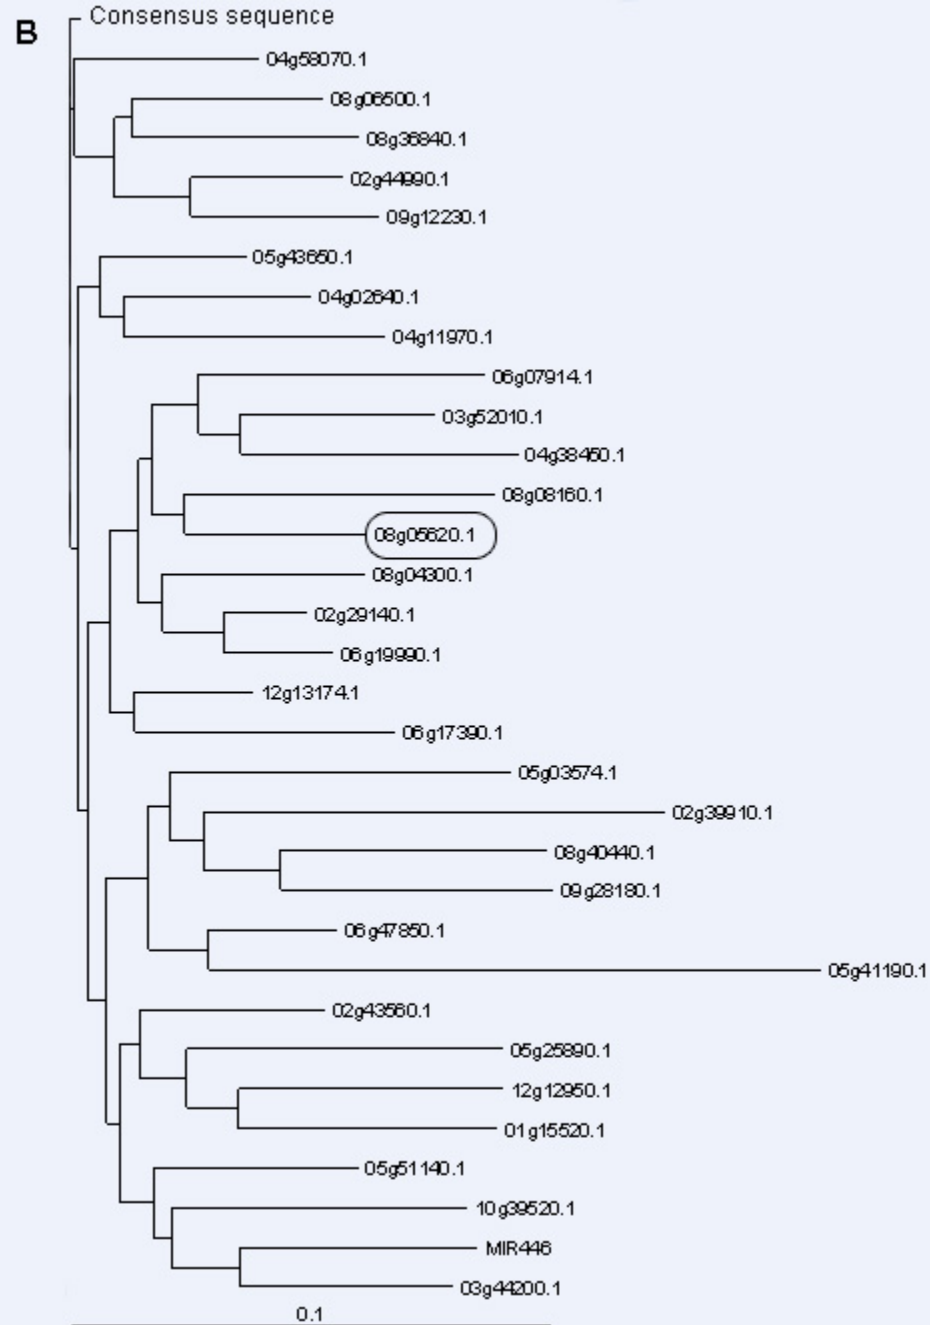 B
Consensus sequence
04g58070.1
08g06500.1
08g36840.1
02g44990.1
09g12230.1
05g43650.1
04g02640.1
04g11970.1
06g07914.1
03g52010.1
04g38450.1
08g08160.1
08g05620.1
08g04300.1
02g29140.1
06g19990.1
12g13174.1
06g17390.1
05g03574.1
02g39910.1
08g40440.1
09g28180.1
06g47850.1
05g41190.1
02g43560.1
05g25890.1
12g12950.1
01g15520.1
05g51140.1
10g39520.1
MIR446
03g44200.1
0.1